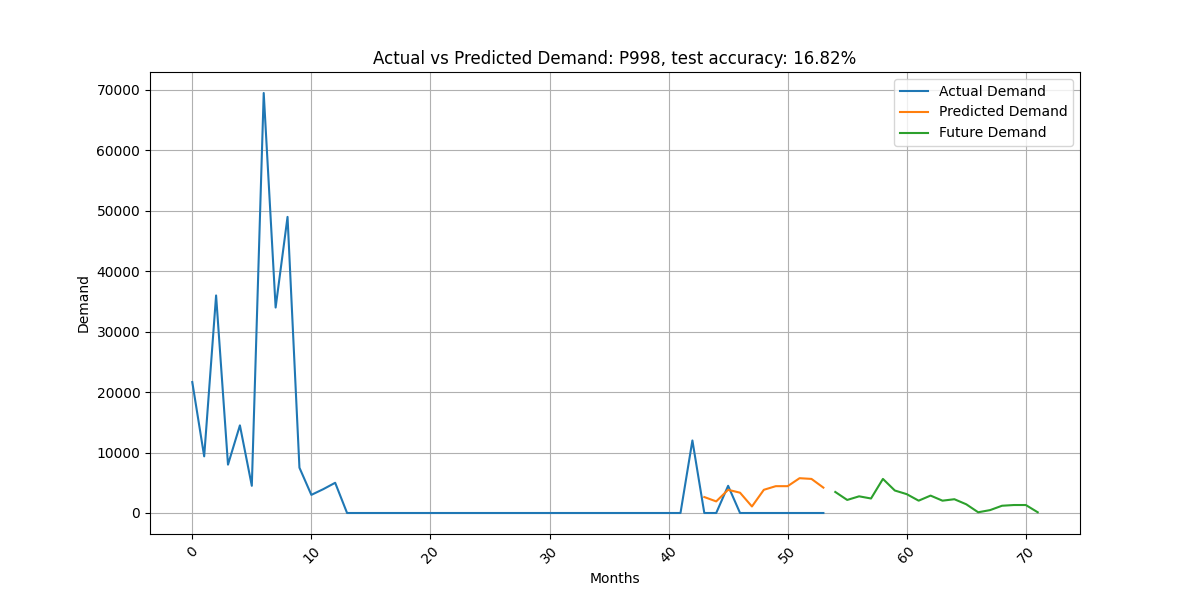 Actual vs Predicted Demand: P998, test accuracy: 16.82%
Actual Demand
Predicted Demand
Future Demand
70000
60000
50000
40000
30000
20000
10000
0
Demand
0
10
20
30
40
50
60
70
Months